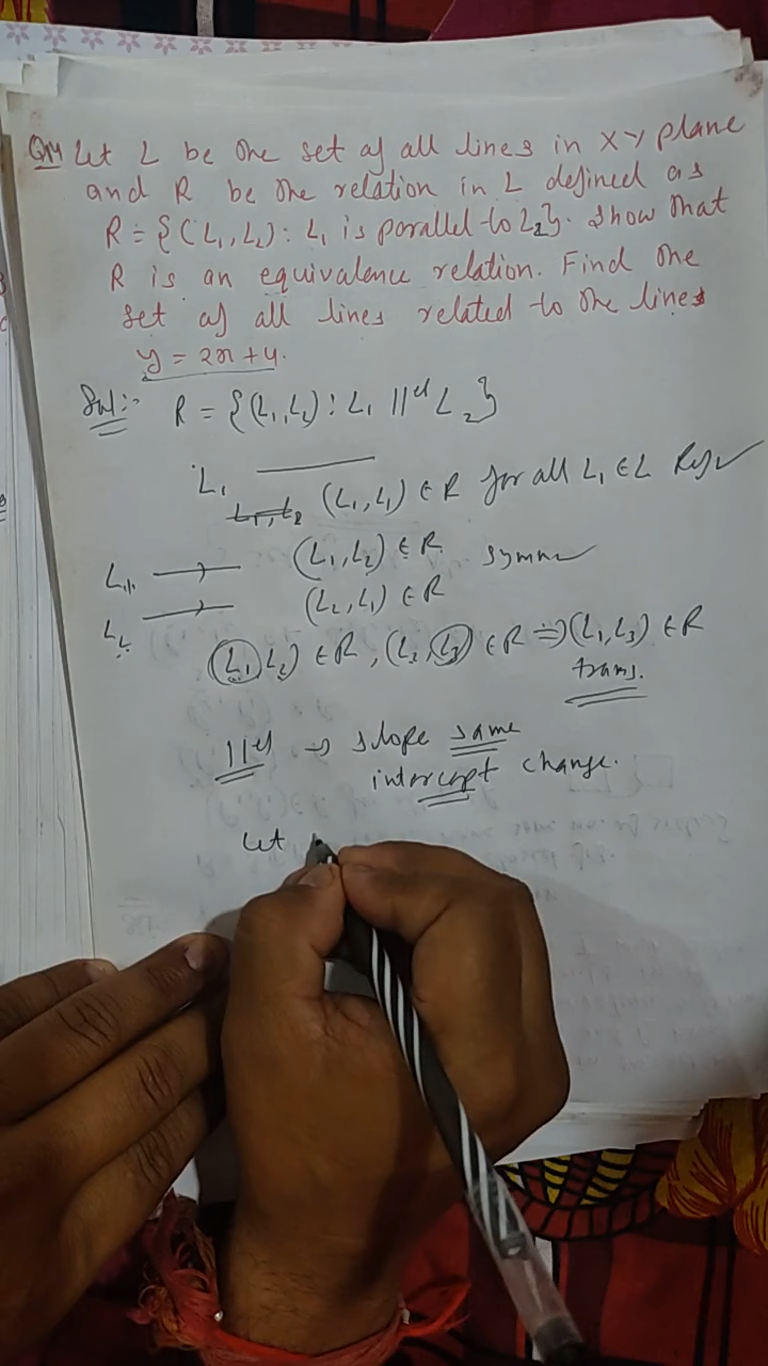 Q14 Let L be the set of all lines in XY plane
and R be the relation in L defined as
R = {(L₁, L₂) : L₁ is parallel to L₂}. Show that
R is an equivalence relation. Find the
set of all lines related to the lines
y = 2x + 4.
Sol:- R = {(L₁, L₂) : L₁ ||el L₂}
L₁
L₁, L₂ (L₁, L₁) ∈ R for all L₁ ∈ L Refx ✓
L₁ (L₁, L₂) ∈ R symm
L₂ (L₂, L₁) ∈ R
(L₁, L₂) ∈ R, (L₂, L₃) ∈ R ⇒ (L₁, L₃) ∈ R
trans.
||el → slope same
intercept change.
Let